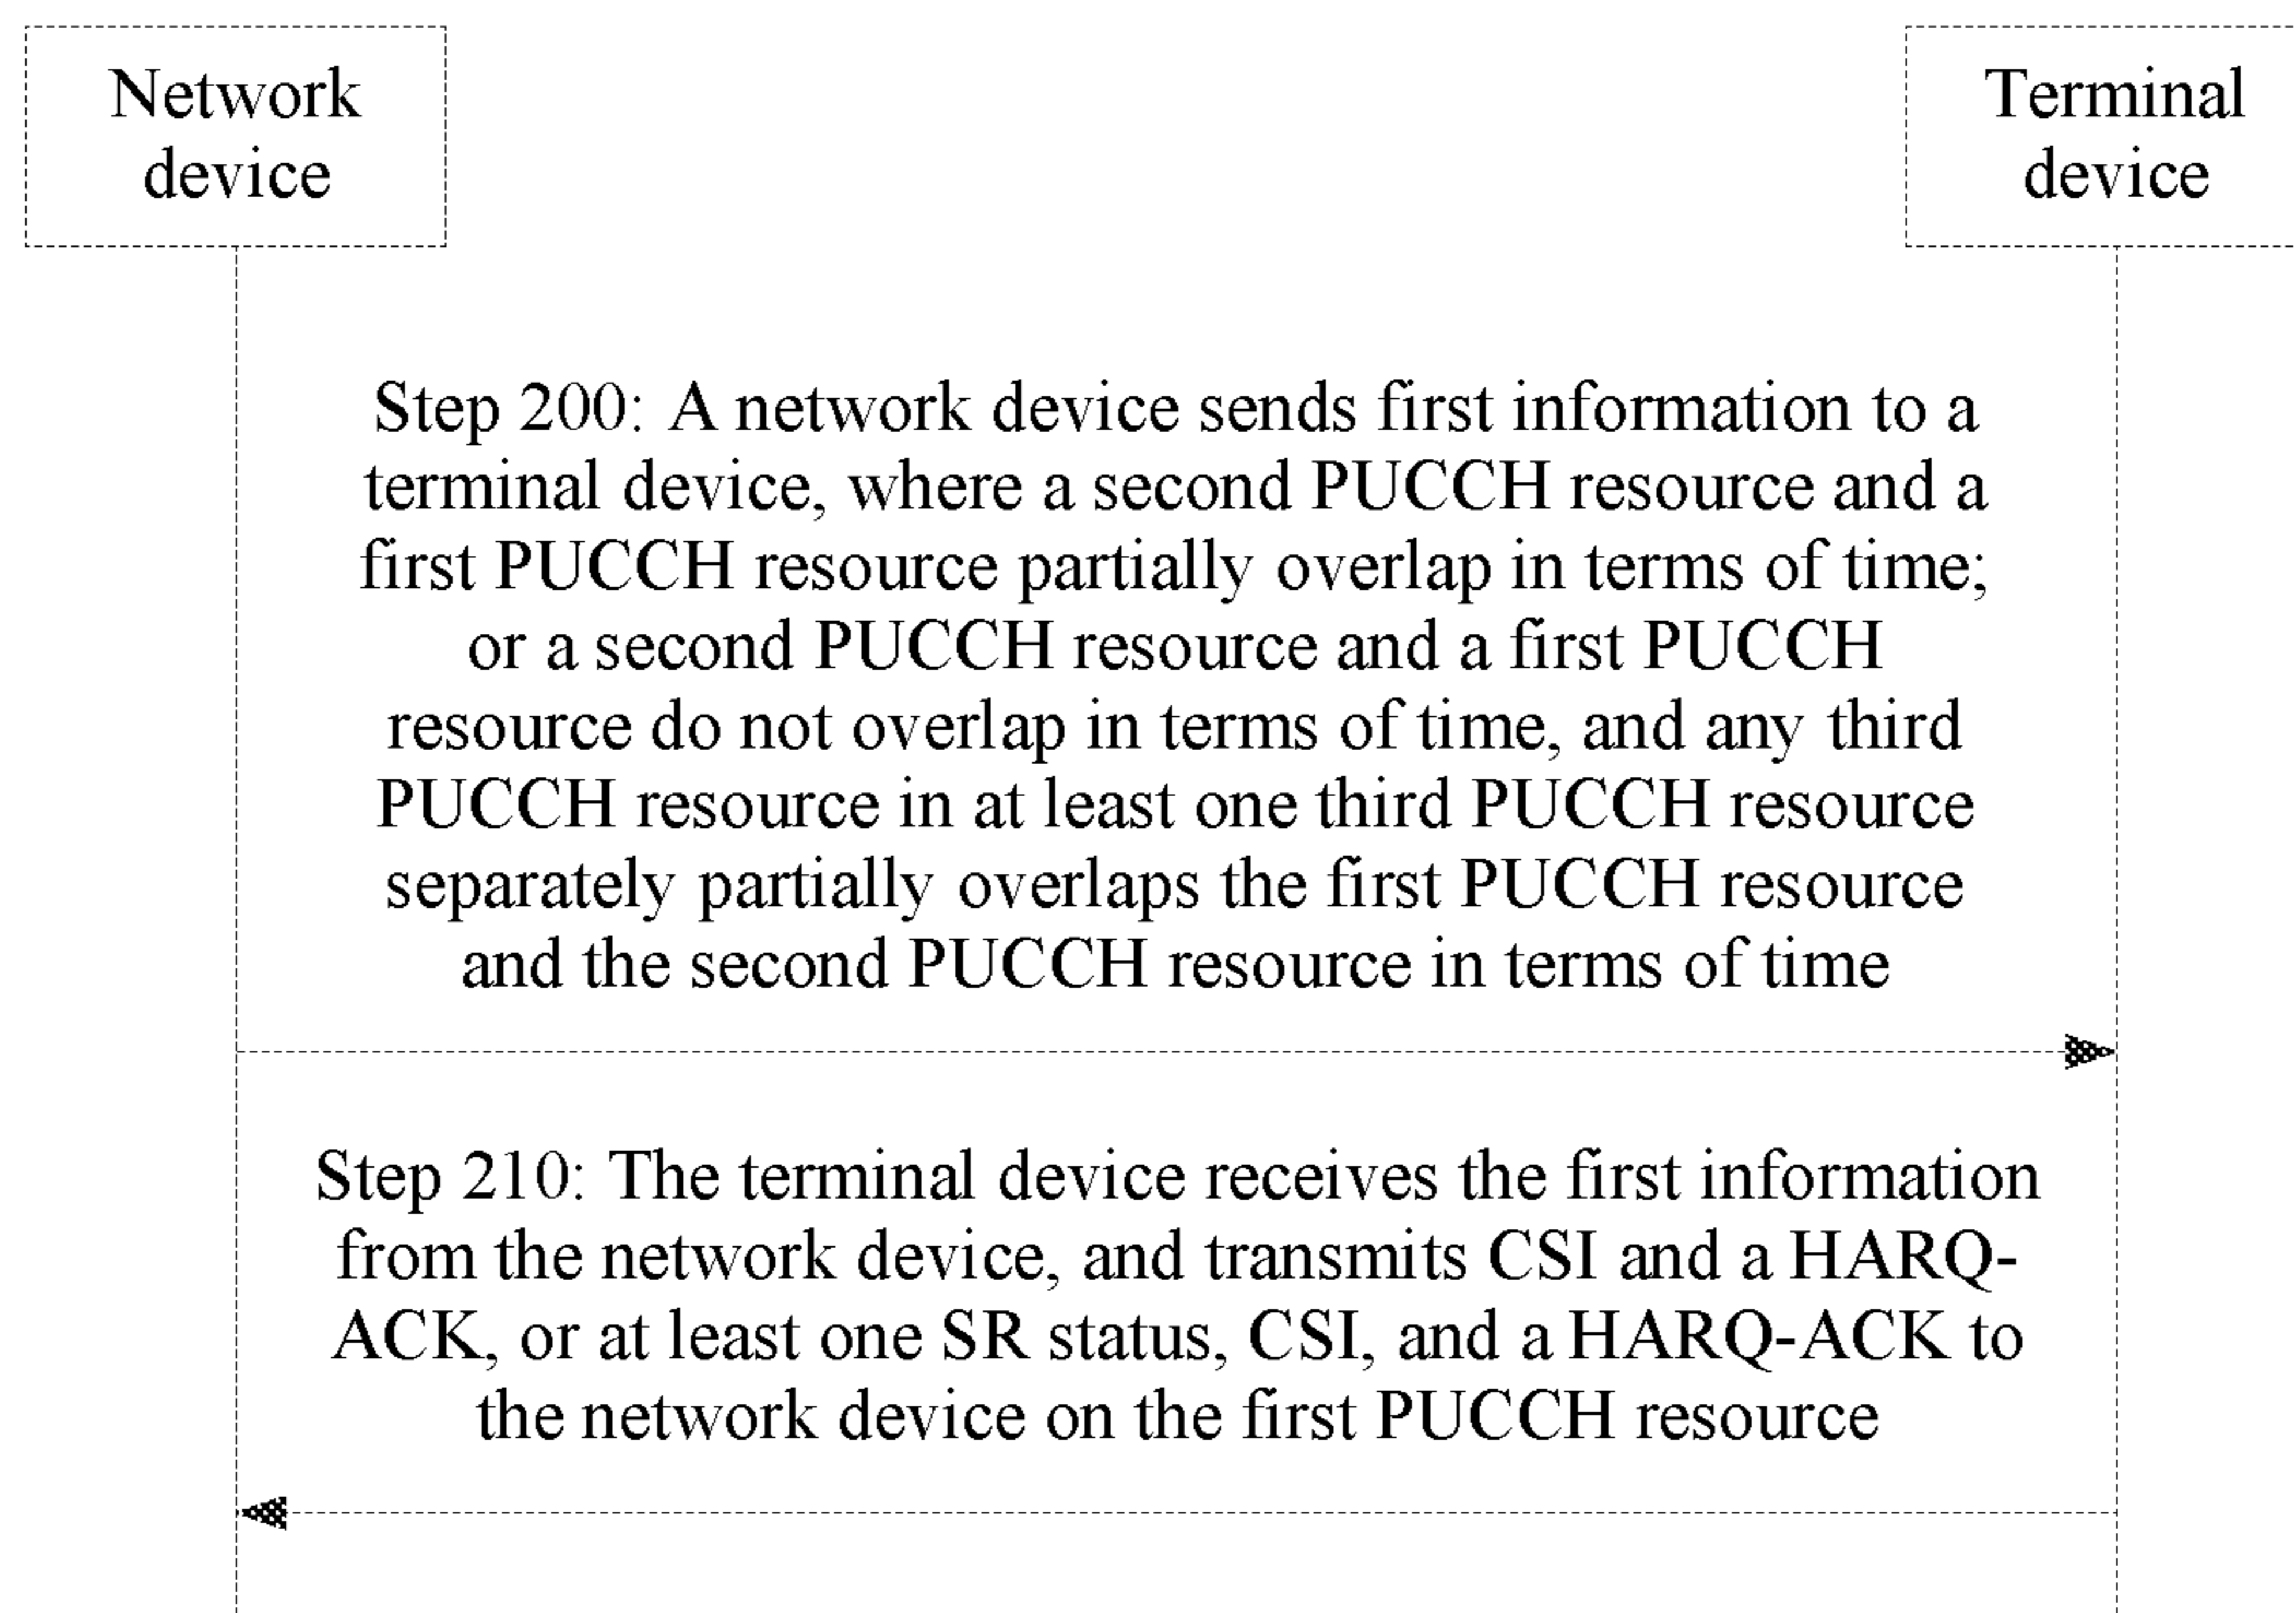 Network
device
Terminal
device
Step 200: A network device sends first information to a
terminal device, where a second PUCCH resource and a
first PUCCH resource partially overlap in terms of time;
or a second PUCCH resource and a first PUCCH
resource do not overlap in terms of time, and any third
PUCCH resource in at least one third PUCCH resource
separately partially overlaps the first PUCCH resource
and the second PUCCH resource in terms of time
Step 210: The terminal device receives the first information
from the network device, and transmits CSI and a HARQ-
ACK, or at least one SR status, CSI, and a HARQ-ACK to
the network device on the first PUCCH resource